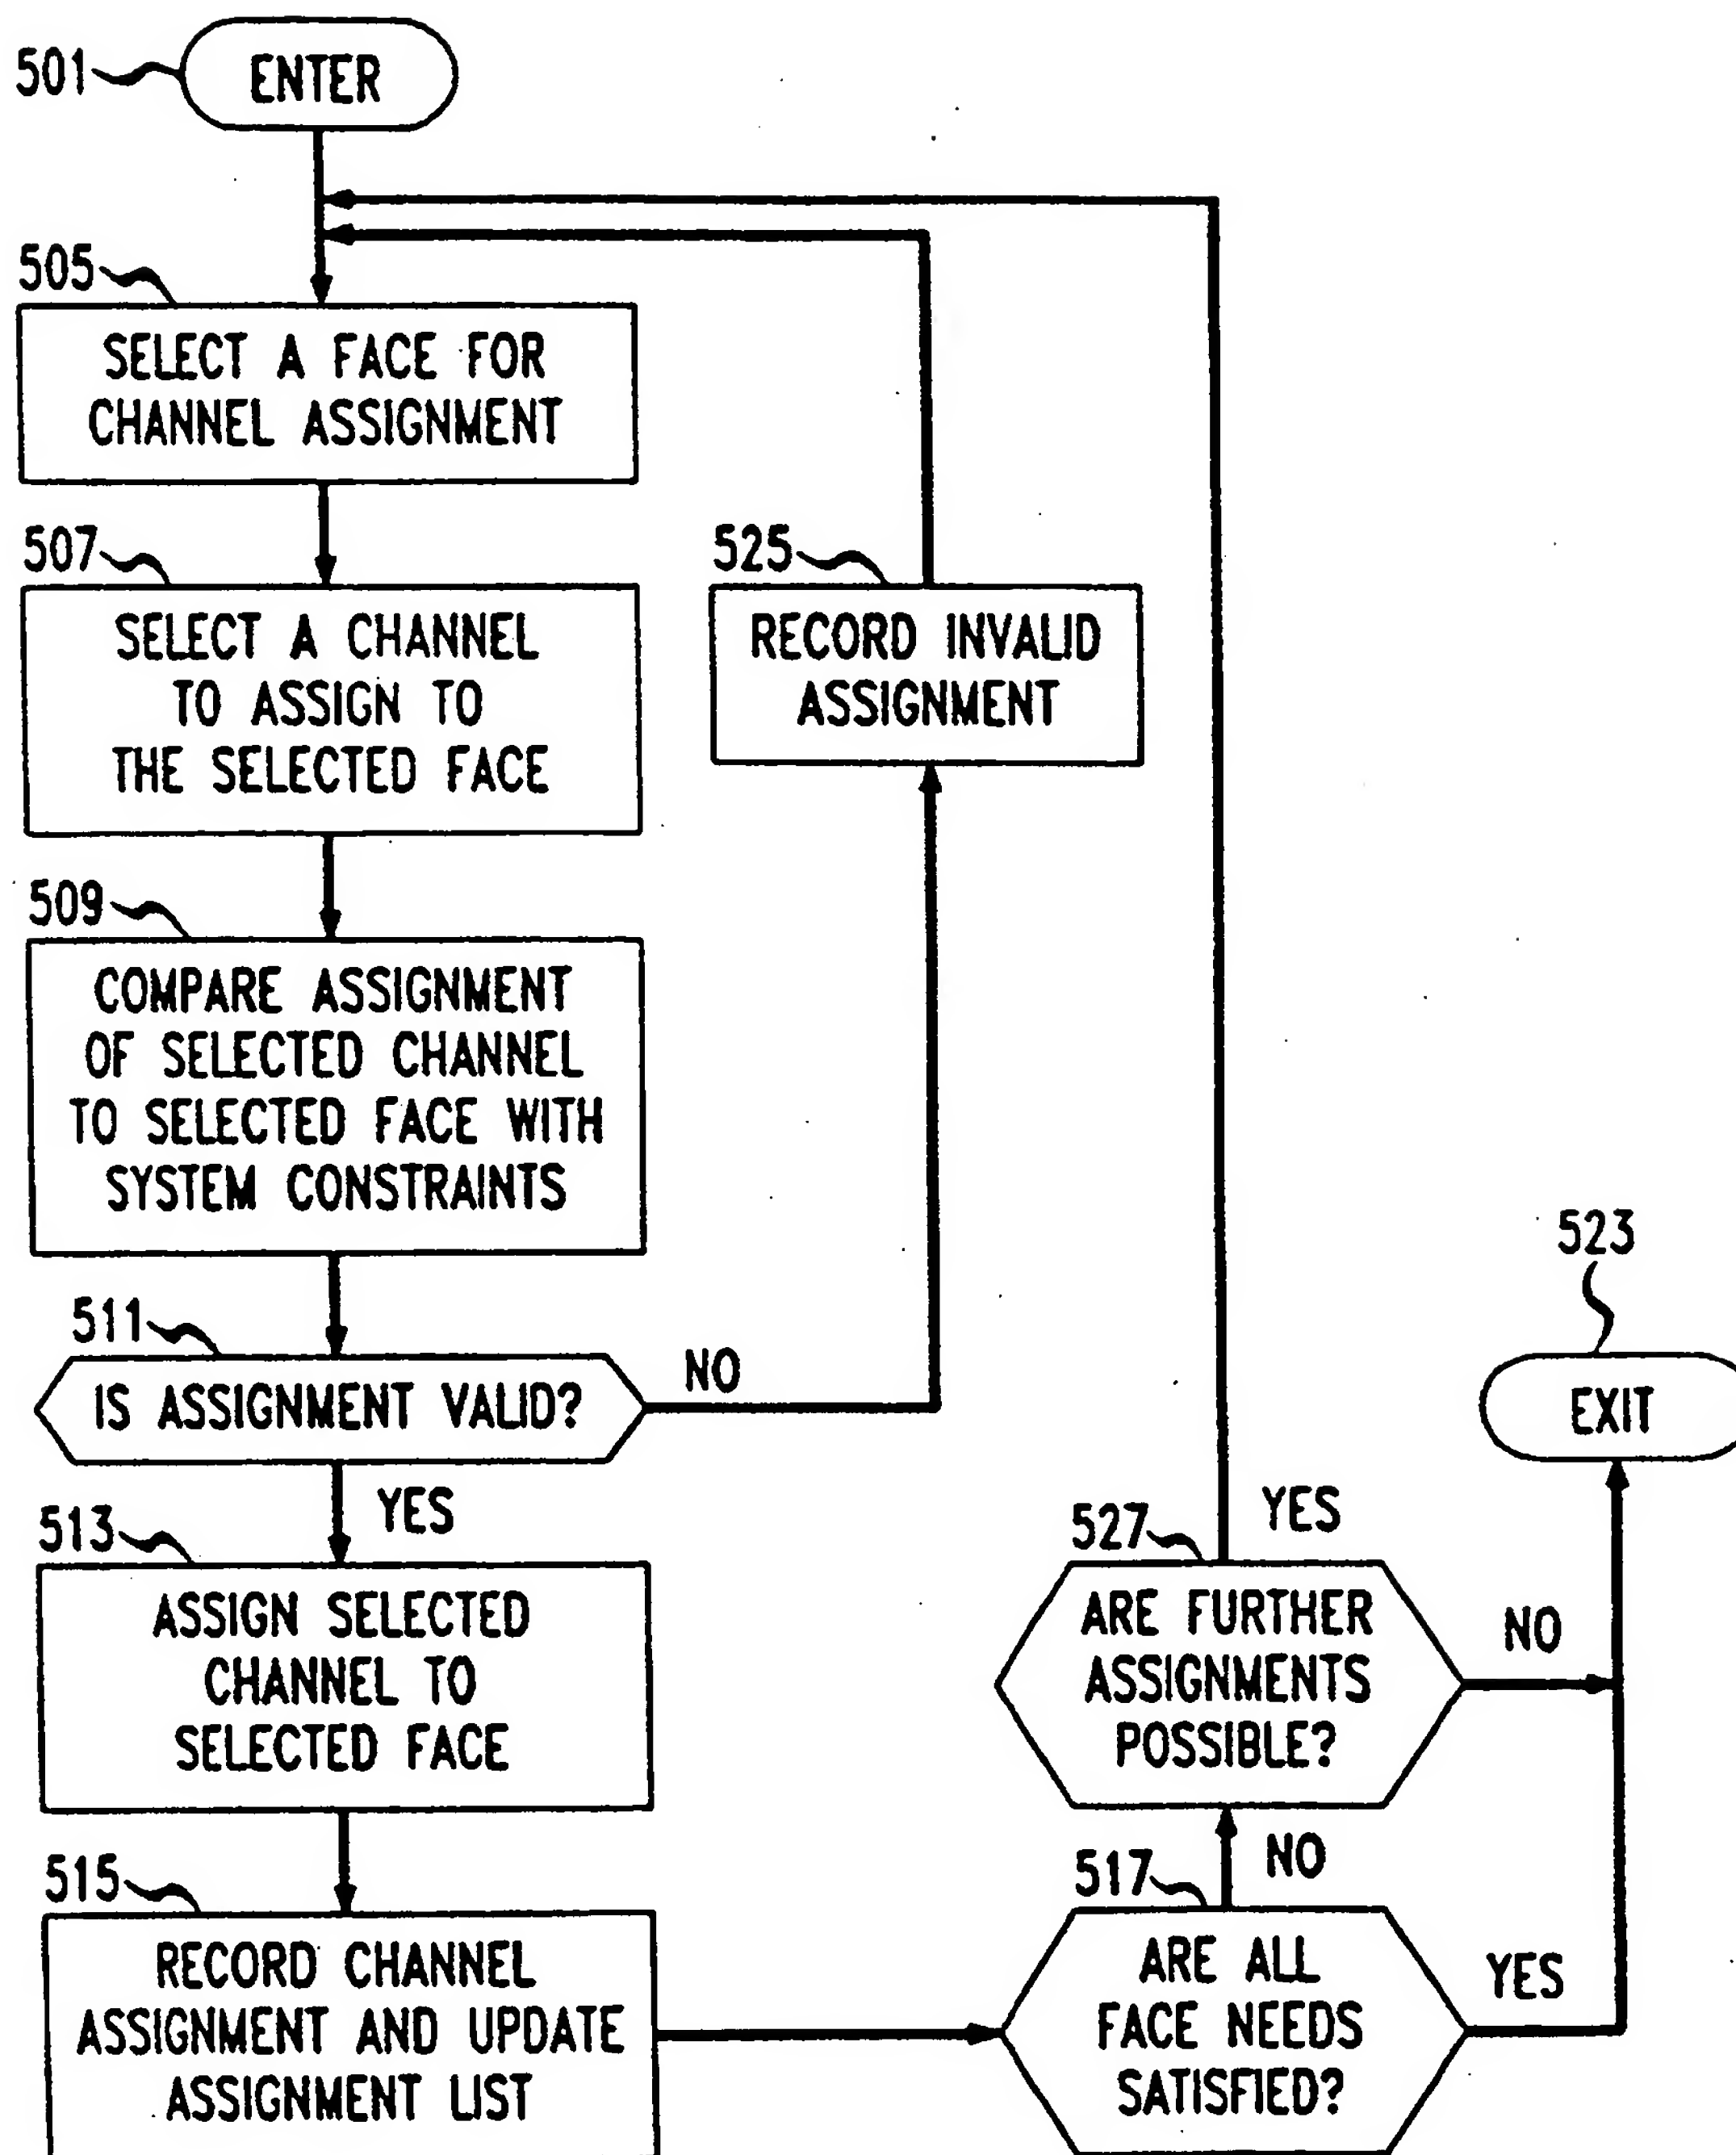 501
ENTER
505
SELECT A FACE FOR
CHANNEL ASSIGNMENT
507
SELECT A CHANNEL
TO ASSIGN TO
THE SELECTED FACE
525
RECORD INVALID
ASSIGNMENT
509
COMPARE ASSIGNMENT
OF SELECTED CHANNEL
TO SELECTED FACE WITH
SYSTEM CONSTRAINTS
511
IS ASSIGNMENT VALID?
NO
YES
513
ASSIGN SELECTED
CHANNEL TO
SELECTED FACE
515
RECORD CHANNEL
ASSIGNMENT AND UPDATE
ASSIGNMENT LIST
517
ARE ALL
FACE NEEDS
SATISFIED?
YES
NO
527
ARE FURTHER
ASSIGNMENTS
POSSIBLE?
YES
NO
523
EXIT